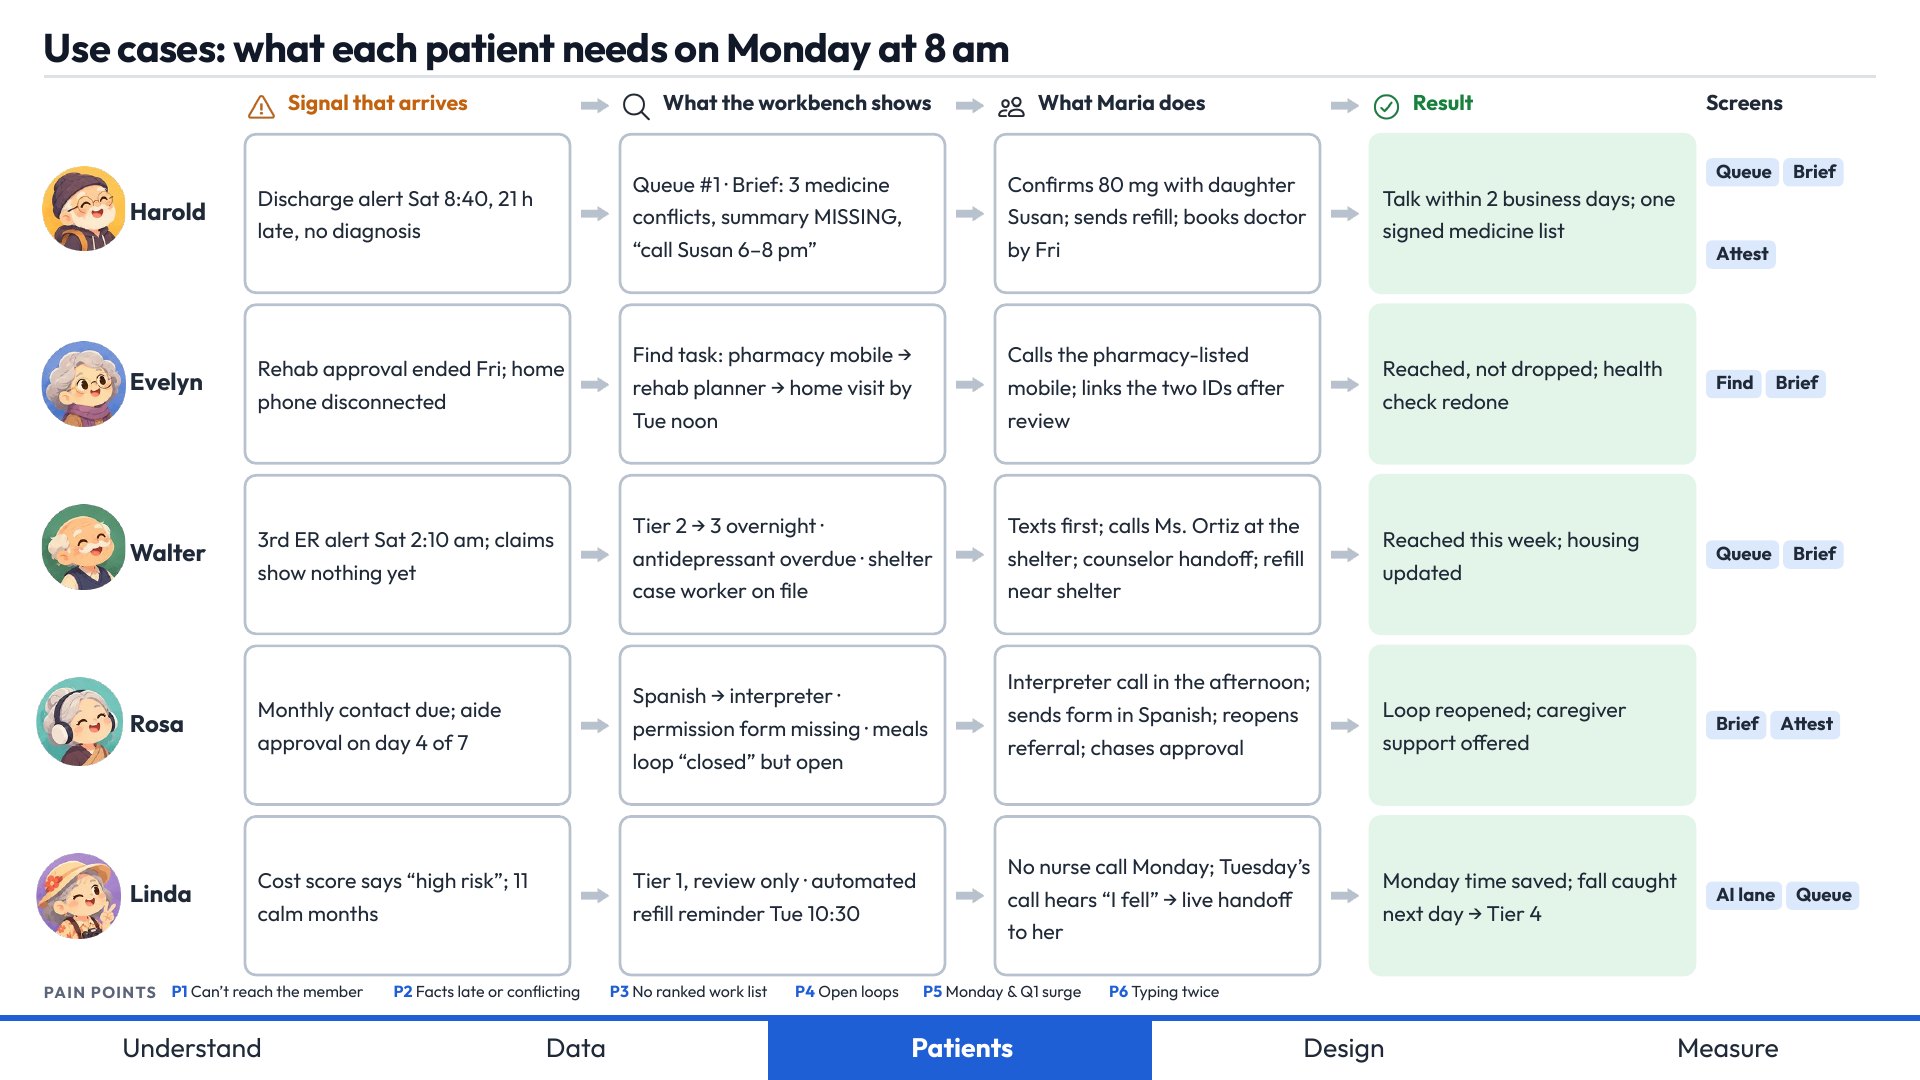 Use cases: what each patient needs on Monday at 8 am
Signal that arrives
What the workbench shows
What Maria does
Result
Screens
Harold
Discharge alert Sat 8:40, 21 h
late, no diagnosis
Queue #1 · Brief: 3 medicine
conflicts, summary MISSING,
“call Susan 6–8 pm”
Confirms 80 mg with daughter
Susan; sends refill; books doctor
by Fri
Talk within 2 business days; one
signed medicine list
Queue Brief
Attest
Evelyn
Rehab approval ended Fri; home
phone disconnected
Find task: pharmacy mobile →
rehab planner → home visit by
Tue noon
Calls the pharmacy-listed
mobile; links the two IDs after
review
Reached, not dropped; health
check redone
Find Brief
Walter
3rd ER alert Sat 2:10 am; claims
show nothing yet
Tier 2 → 3 overnight ·
antidepressant overdue · shelter
case worker on file
Texts first; calls Ms. Ortiz at the
shelter; counselor handoff; refill
near shelter
Reached this week; housing
updated
Queue Brief
Rosa
Monthly contact due; aide
approval on day 4 of 7
Spanish → interpreter ·
permission form missing · meals
loop “closed” but open
Interpreter call in the afternoon;
sends form in Spanish; reopens
referral; chases approval
Loop reopened; caregiver
support offered
Brief Attest
Linda
Cost score says “high risk”; 11
calm months
Tier 1, review only · automated
refill reminder Tue 10:30
No nurse call Monday; Tuesday’s
call hears “I fell” → live handoff
to her
Monday time saved; fall caught
next day → Tier 4
AI lane Queue
PAIN POINTS P1 Can’t reach the member P2 Facts late or conflicting P3 No ranked work list P4 Open loops P5 Monday & Q1 surge P6 Typing twice
Understand Data Patients Design Measure